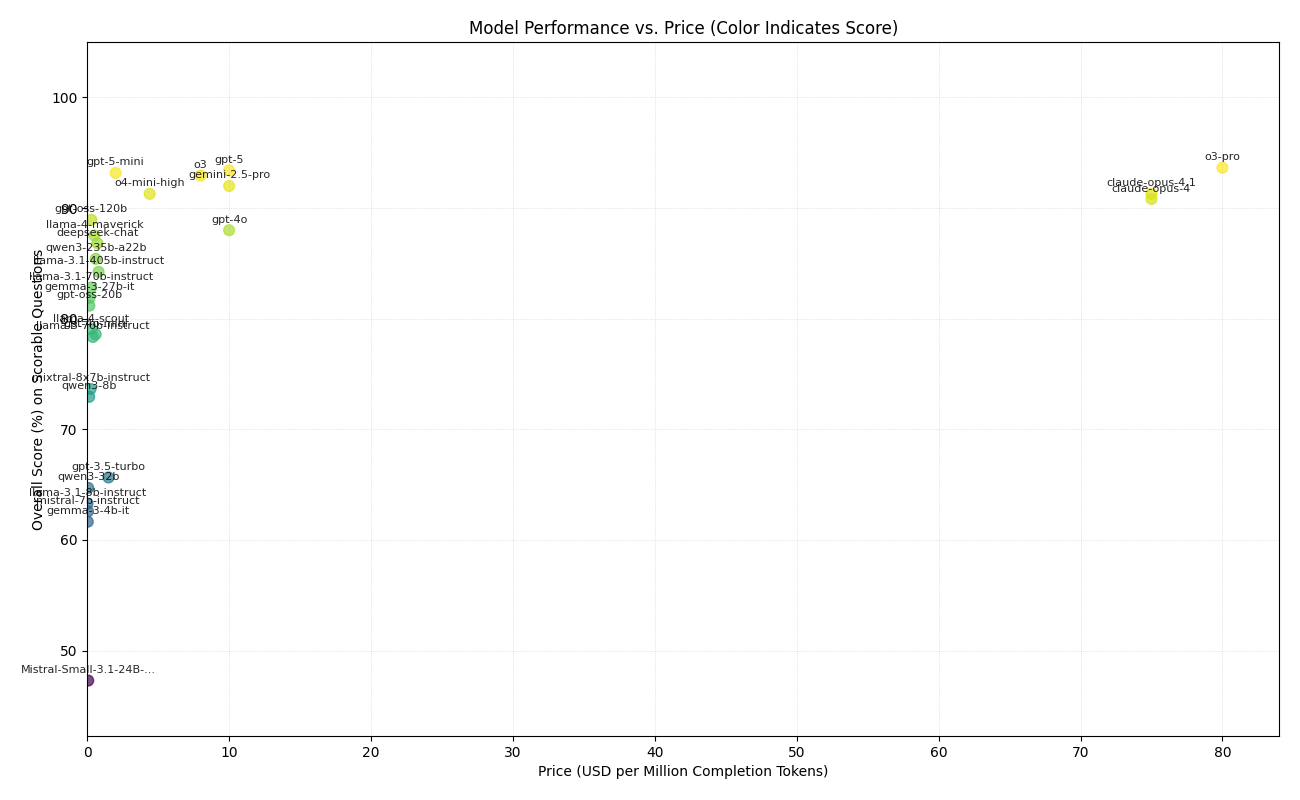 Model Performance vs. Price (Color Indicates Score)
100
o3-pro
gpt-5
gpt-5-mini
o3
gemini-2.5-pro
o4-mini-high
claude-opus-4.1
claude-opus-4
90
gpt-oss-120b
gpt-4o
llama-4-maverick
deepseek-chat
qwen3-235b-a22b
llama-3.1-405b-instruct
llama-3.1-70b-instruct
gemma-3-27b-it
gpt-oss-20b
80
llama-4-scout
llama-3-70b-instruct
mixtral-8x7b-instruct
qwen3-8b
70
gpt-3.5-turbo
qwen3-32b
llama-3.1-8b-instruct
mistral-7b-instruct
gemma-3-4b-it
60
50
Mistral-Small-3.1-24B-...
Overall Score (%) on Scorable Questions
0 10 20 30 40 50 60 70 80
Price (USD per Million Completion Tokens)